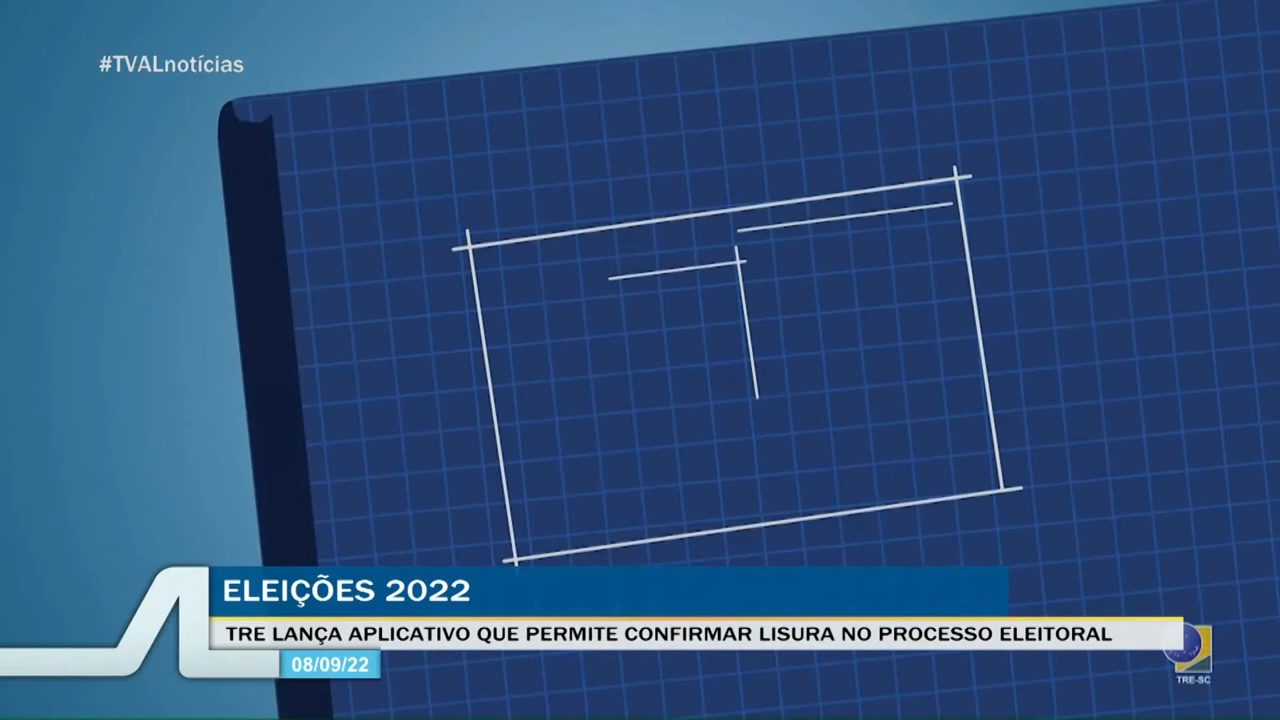 #TVALnotícias
ELEIÇÕES 2022
TRE LANÇA APLICATIVO QUE PERMITE CONFIRMAR LISURA NO PROCESSO ELEITORAL
08/09/22
TRE-SC